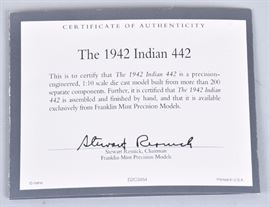 CERTIFICATE OF AUTHENTICITY
The 1942 Indian 442
This is to certify that The 1942 Indian 442 is a precision-
engineered, 1:10 scale die cast model built from more than 200
separate components. Further, it is certified that The 1942 Indian
442 is assembled and finished by hand, and that it is available
exclusively from Franklin Mint Precision Models.
Stewart Resnick
Stewart Resnick, Chairman
Franklin Mint Precision Models
Printed in U.S.A.